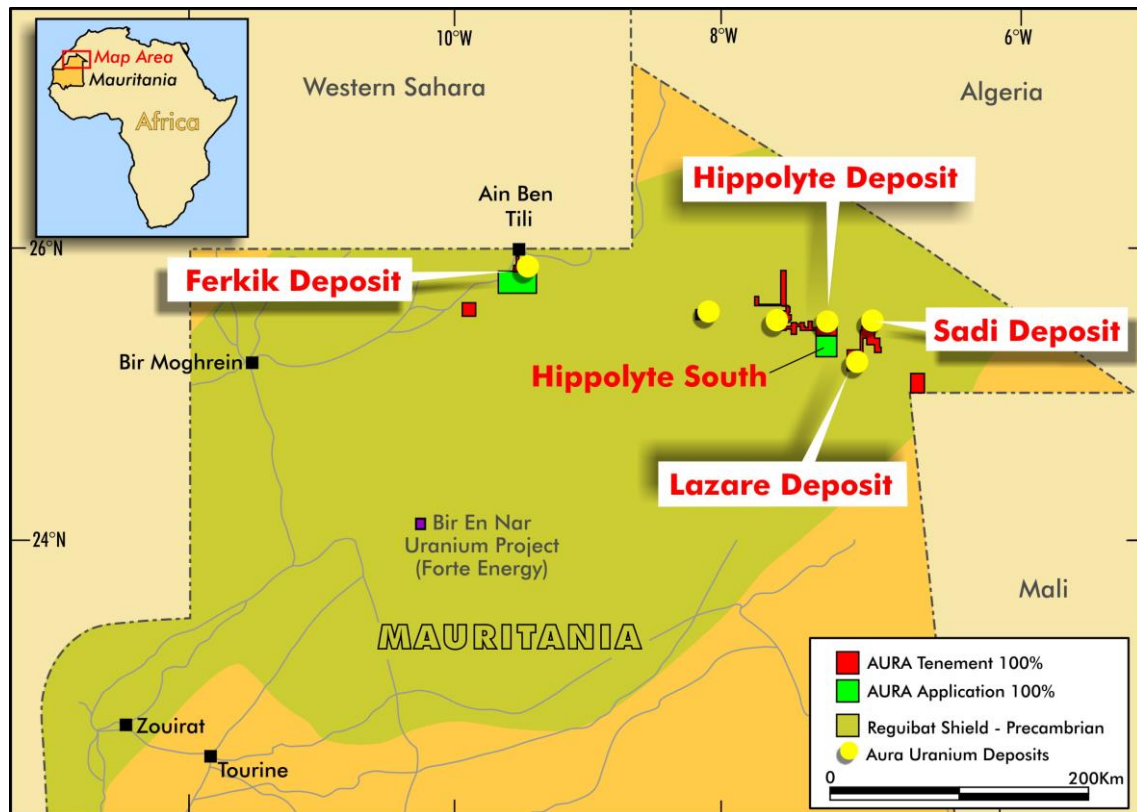 10°W
8°W
6°W
Map Area
Mauritania
Africa
Western Sahara
Algeria
Hippolyte Deposit
Ain Ben
Tili
26°N
26°N
Ferkik Deposit
Sadi Deposit
Bir Moghrein
Hippolyte South
Lazare Deposit
Bir En Nar
Uranium Project
(Forte Energy)
24°N
24°N
Mali
MAURITANIA
Zouirat
Tourine
AURA Tenement 100%
AURA Application 100%
Reguibat Shield - Precambrian
Aura Uranium Deposits
0
200Km